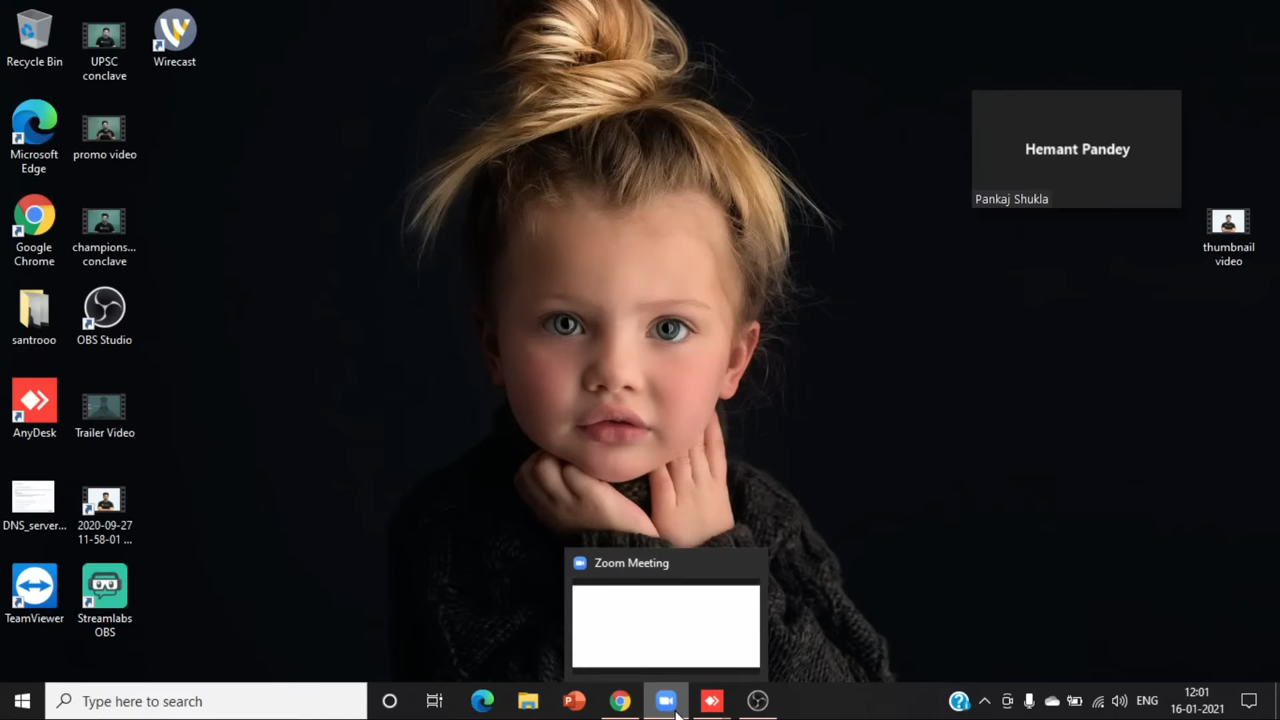 Recycle Bin
UPSC
conclave
Wirecast
Microsoft
Edge
promo video
Google
Chrome
champions...
conclave
santrooo
OBS Studio
AnyDesk
Trailer Video
DNS_server...
2020-09-27
11-58-01 ...
TeamViewer
Streamlabs
OBS
Hemant Pandey
Pankaj Shukla
thumbnail
video
Zoom Meeting
Type here to search
ENG
12:01
16-01-2021